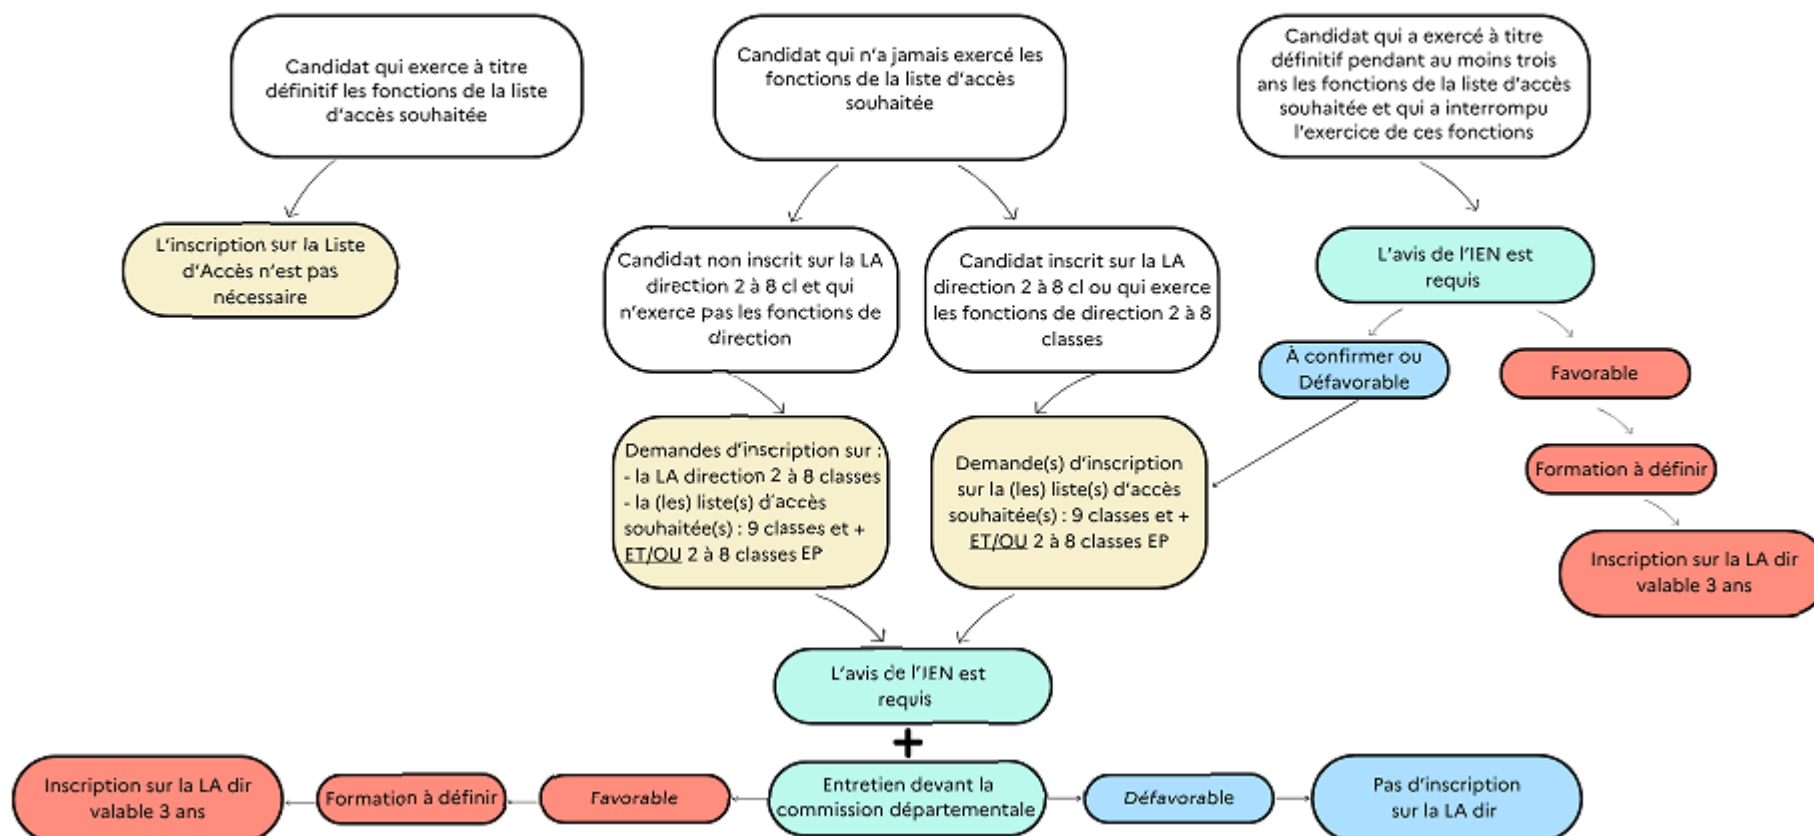 Candidat qui exerce à titre
définitif les fonctions de la liste
d'accès souhaitée
Candidat qui n'a jamais exercé les
fonctions de la liste d'accès
souhaitée
Candidat qui a exercé à titre
définitif pendant au moins trois
ans les fonctions de la liste d'accès
souhaitée et qui a interrompu
l'exercice de ces fonctions
L'inscription sur la Liste
d'Accès n'est pas
nécessaire
Candidat non inscrit sur la LA
direction 2 à 8 cl et qui
n'exerce pas les fonctions de
direction
Candidat inscrit sur la LA
direction 2 à 8 cl ou qui exerce
les fonctions de direction 2 à 8
classes
L'avis de l'IEN est
requis
À confirmer ou
Défavorable
Favorable
Formation à définir
Inscription sur la LA dir
valable 3 ans
Demandes d'inscription sur :
- la LA direction 2 à 8 classes
- la (les) liste(s) d'accès
souhaitée(s) : 9 classes et +
ET/OU 2 à 8 classes EP
Demande(s) d'inscription
sur la (les) liste(s) d'accès
souhaitée(s) : 9 classes et +
ET/OU 2 à 8 classes EP
L'avis de l'IEN est
requis
+
Inscription sur la LA dir
valable 3 ans
Formation à définir
Favorable
Entretien devant la
commission départementale
Défavorable
Pas d'inscription
sur la LA dir